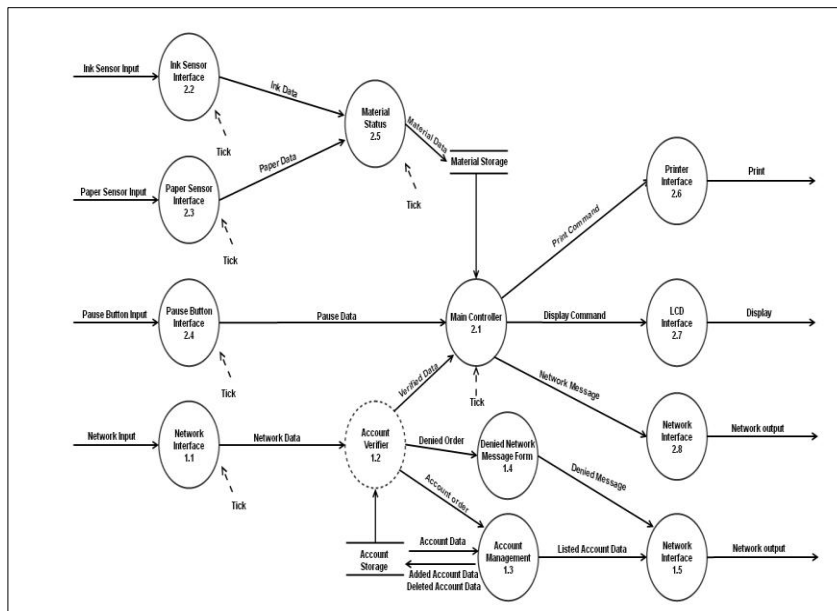 Ink Sensor Input
Ink Sensor
Interface
2.2
Ink Data
Tick
Material
Status
2.5
Material Data
Tick
Material Storage
Paper Sensor Input
Paper Sensor
Interface
2.3
Paper Data
Tick
Printer
Interface
2.6
Print
Print Command
Pause Button Input
Pause Button
Interface
2.4
Pause Data
Tick
Main Controller
2.1
Tick
Display Command
LCD
Interface
2.7
Display
Verified Data
Network Message
Network Input
Network
Interface
1.1
Network Data
Tick
Account
Verifier
1.2
Denied Order
Denied Network
Message Form
1.4
Network
Interface
2.8
Network output
Account order
Denied Message
Account
Storage
Account Data
Added Account Data
Deleted Account Data
Account
Management
1.3
Listed Account Data
Network
Interface
1.5
Network output